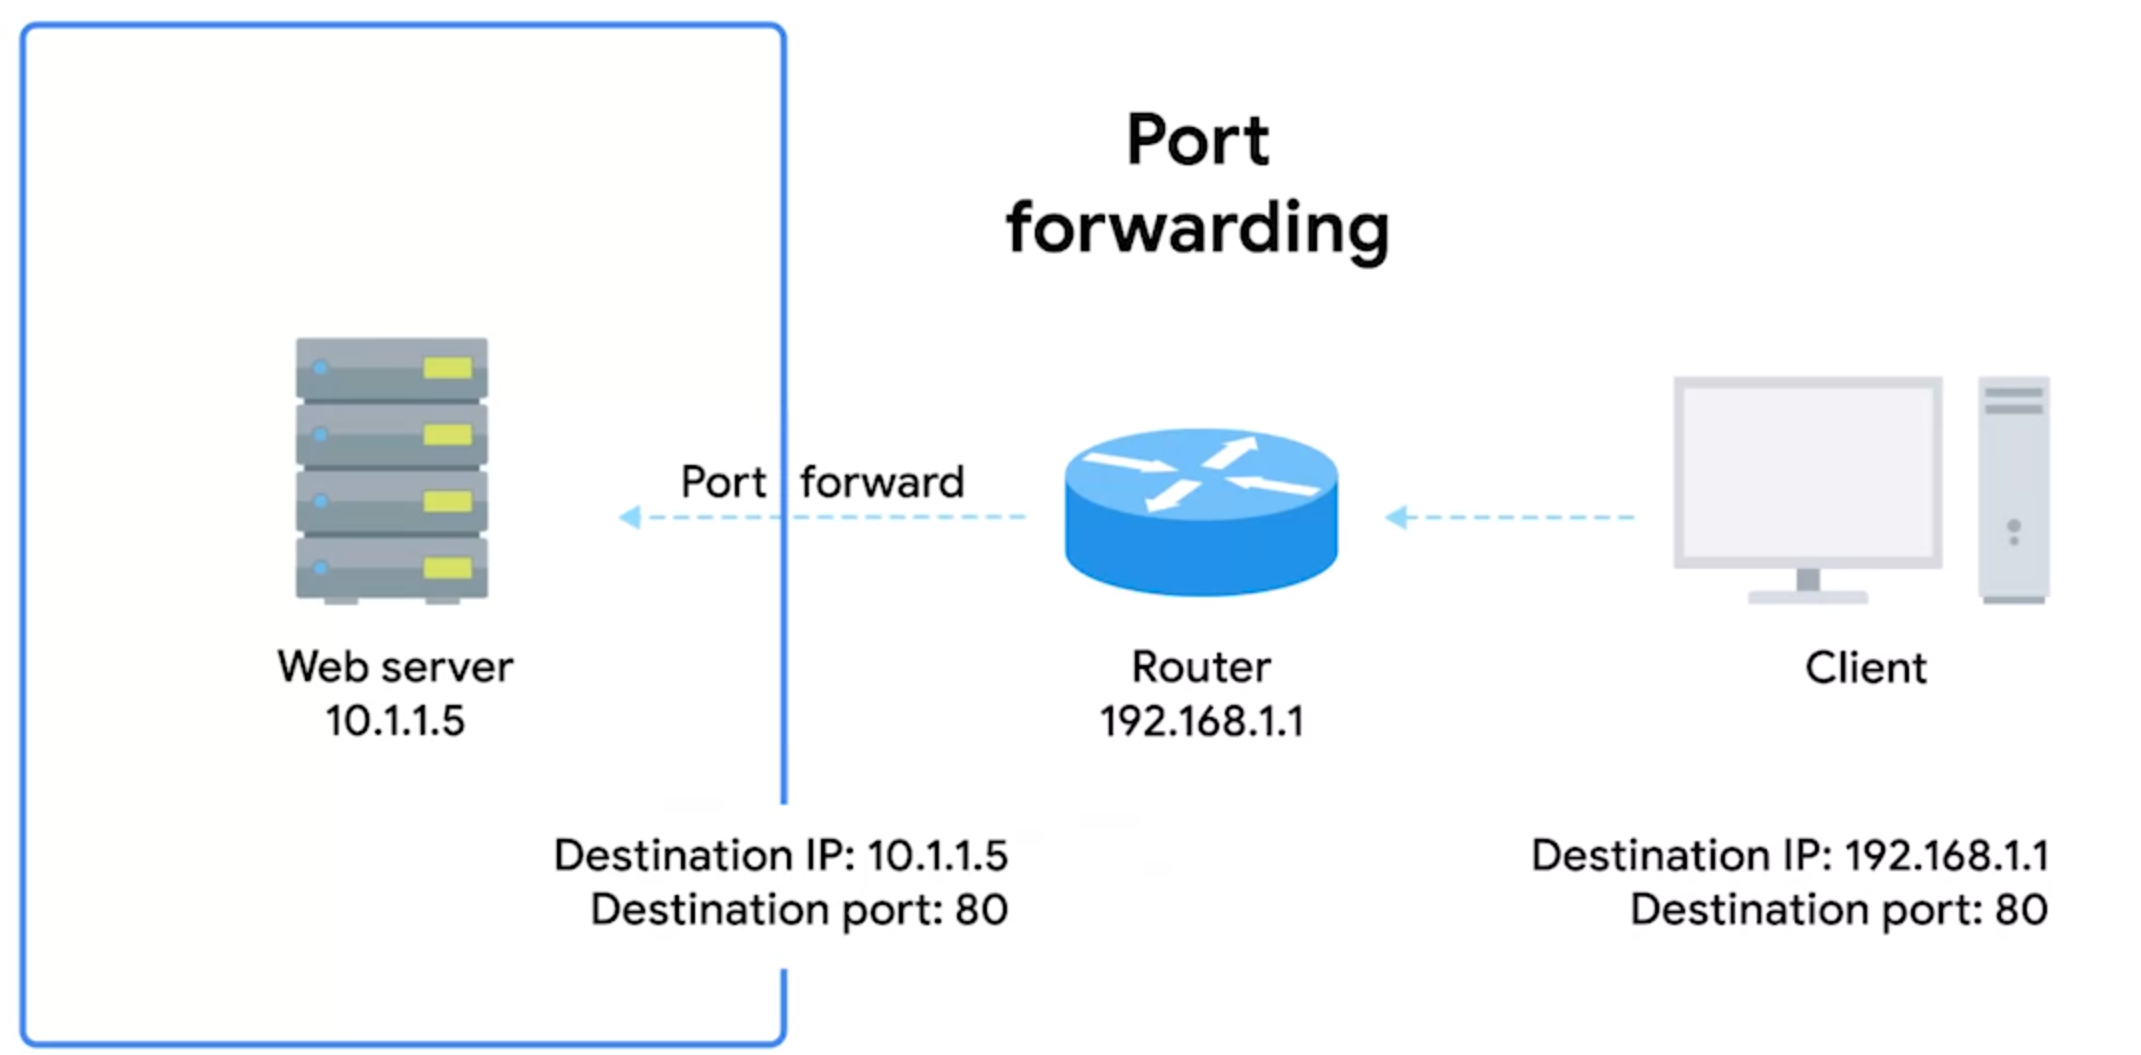 Port
forwarding
Port forward
Web server
10.1.1.5
Router
192.168.1.1
Client
Destination IP: 10.1.1.5
Destination port: 80
Destination IP: 192.168.1.1
Destination port: 80